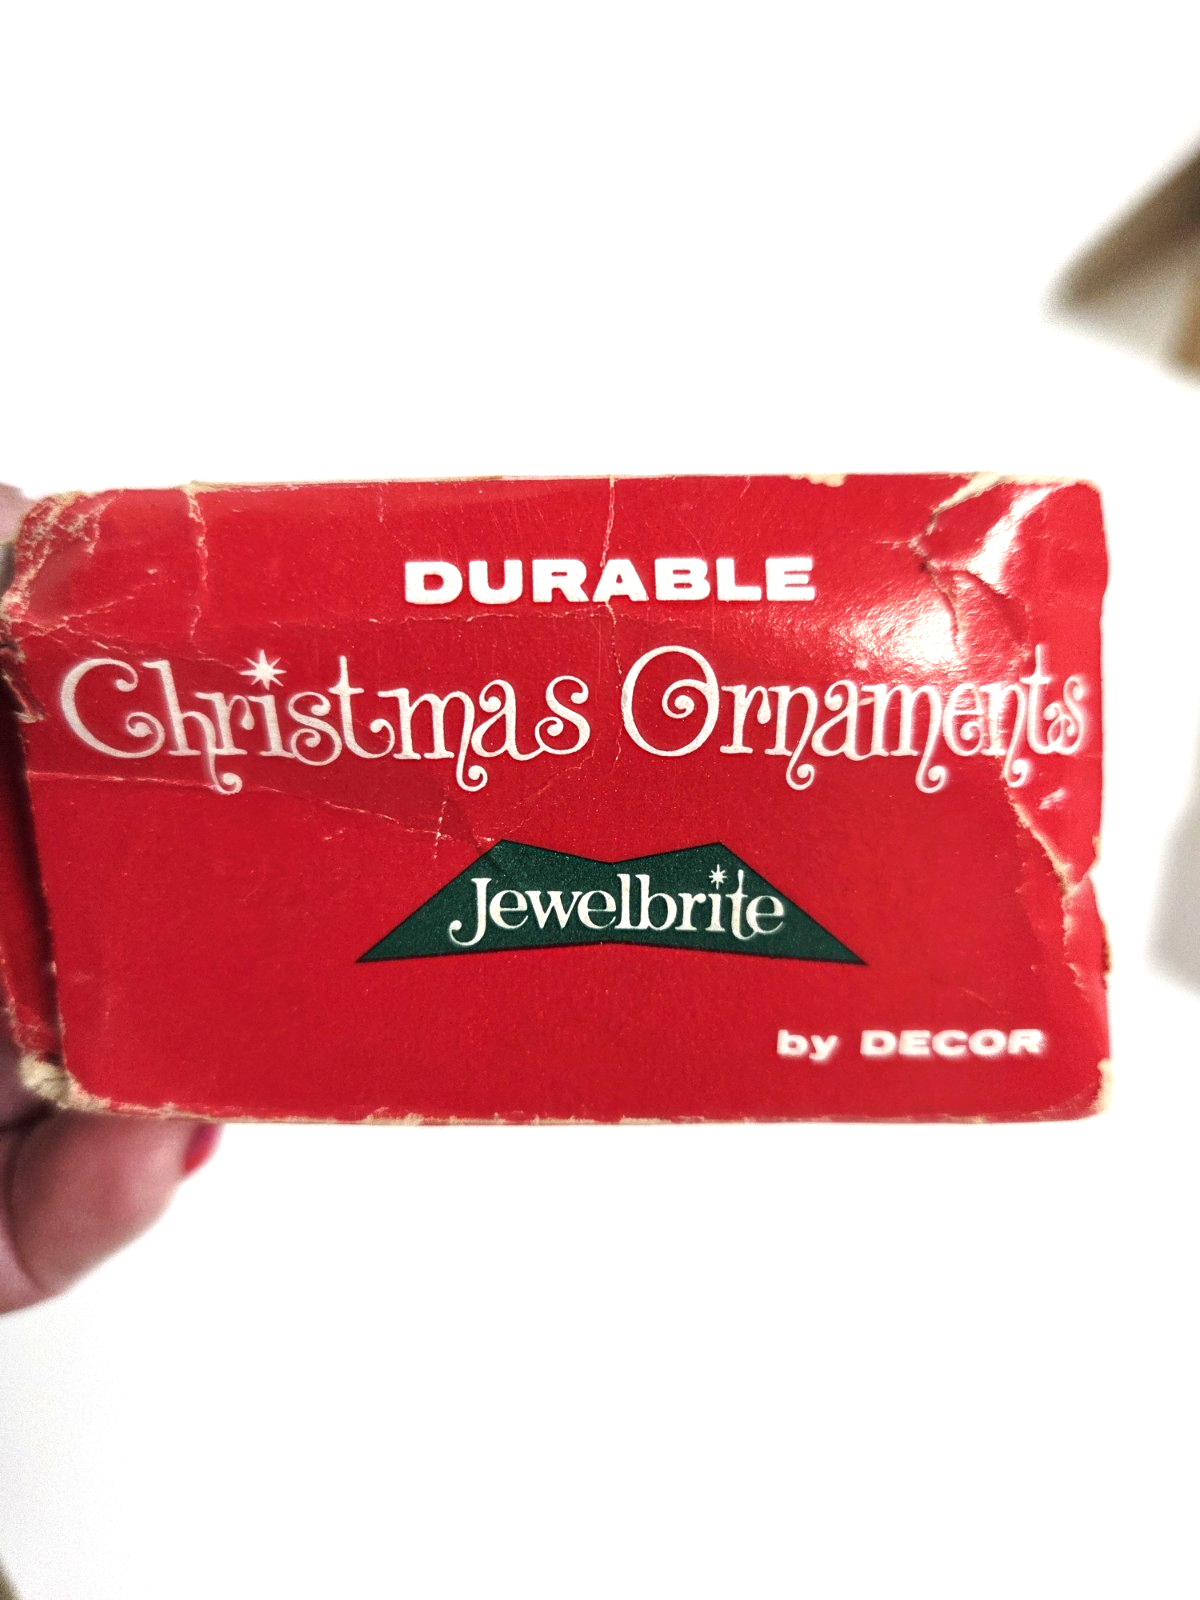 DURABLE
Christmas Ornaments
Jewelbrite
by DECOR